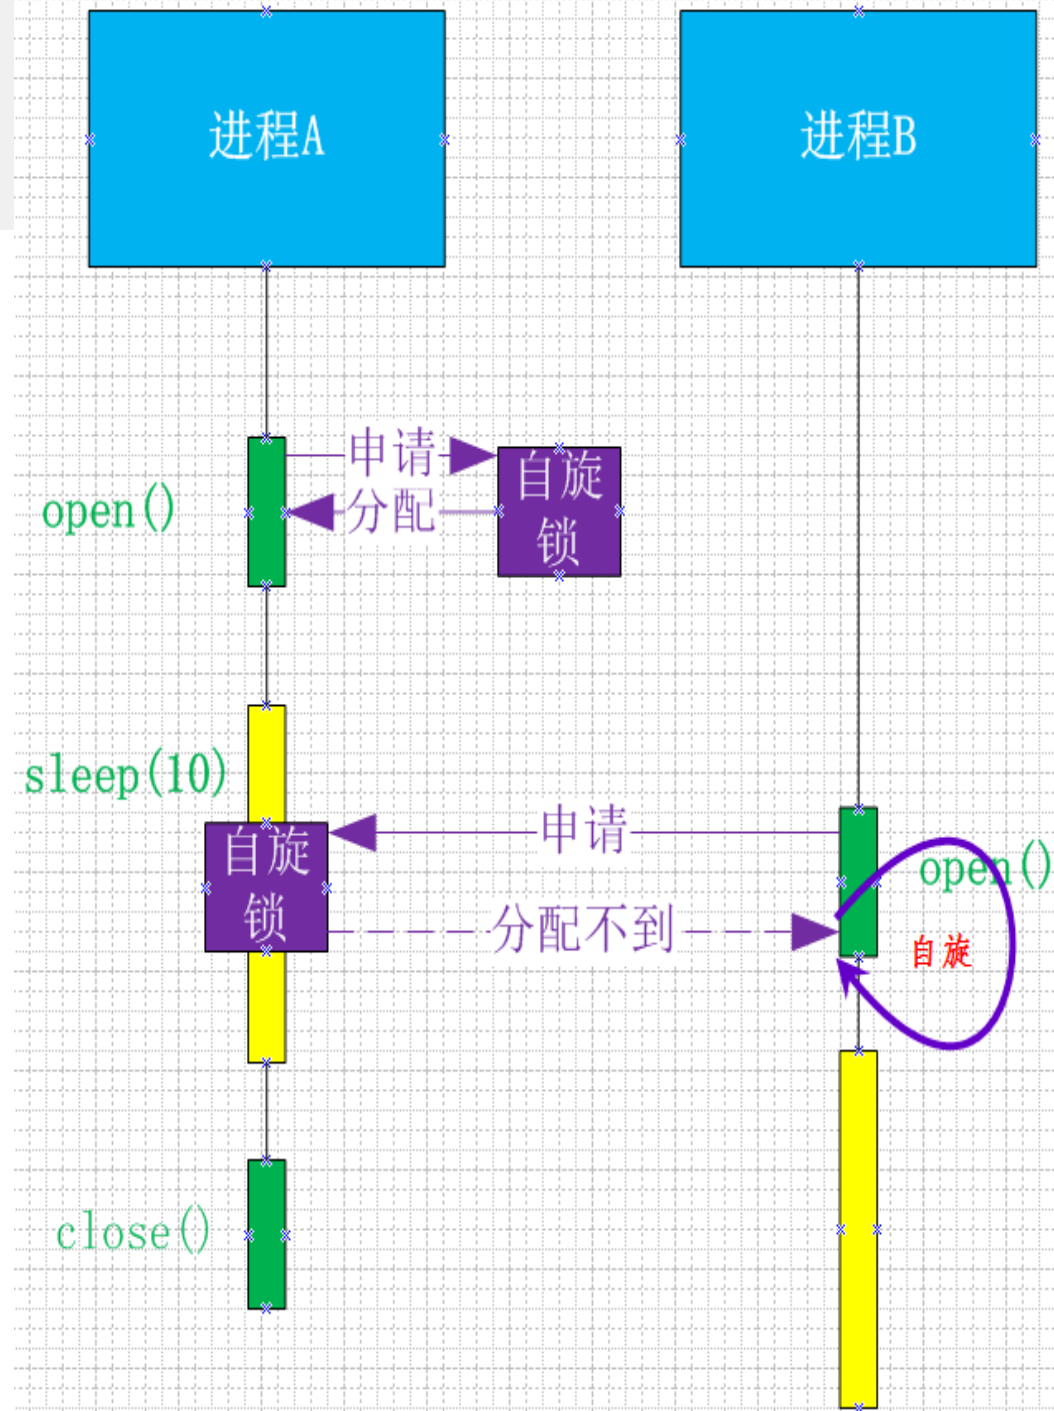 进程A
进程B
申请
自旋
锁
open()
分配
sleep(10)
申请
自旋
锁
open()
分配不到
自旋
close()